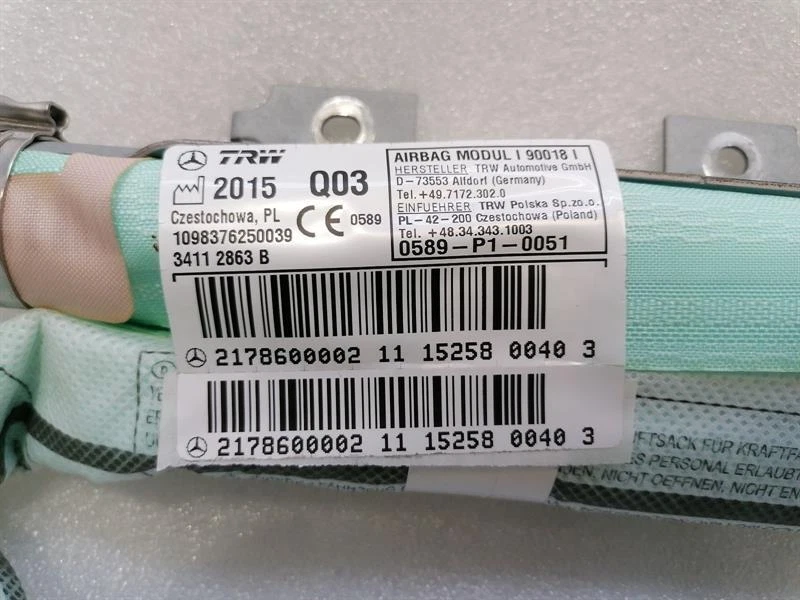 TRW
2015 Q03
Czestochowa, PL
CE 0589
1098376250039
3411 2863 B
AIRBAG MODUL I 90018 I
HERSTELLER TRW Automotive GmbH
D-73553 Alfdorf (Germany)
Tel. +49.7172.302.0
EINFUEHRER TRW Polska Sp.zo.o.
PL-42-200 Czestochowa (Poland)
Tel. +48.34.343.1003
0589-P1-0051
2178600002 11 15258 0040 3
2178600002 11 15258 0040 3
D
FTSACK FÜR KRAFTFA
ES PERSONAL ERLAUBT
DEN, NICHT OEFFNEN, NICHT EN